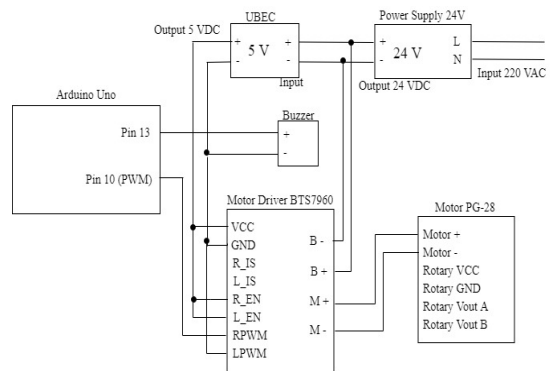 Power Supply 24V
UBEC
Output 5 VDC
+
5 V
-
+
-
Input
+
24 V
-
L
N
Input 220 VAC
Output 24 VDC
Arduino Uno
Pin 13
Pin 10 (PWM)
Buzzer
+
-
Motor Driver BTS7960
VCC
GND
R_IS
L_IS
R_EN
L_EN
RPWM
LPWM
B -
B +
M +
M -
Motor PG-28
Motor +
Motor -
Rotary VCC
Rotary GND
Rotary Vout A
Rotary Vout B